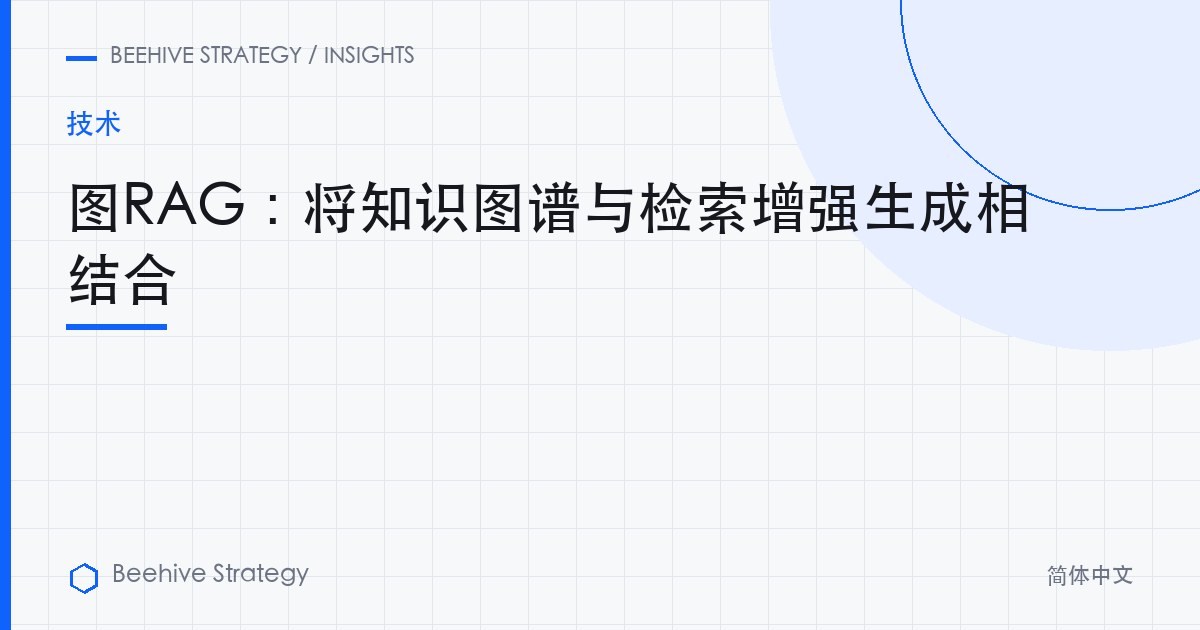 BEEHIVE STRATEGY / INSIGHTS
技术
图RAG：将知识图谱与检索增强生成相
结合
Beehive Strategy
简体中文